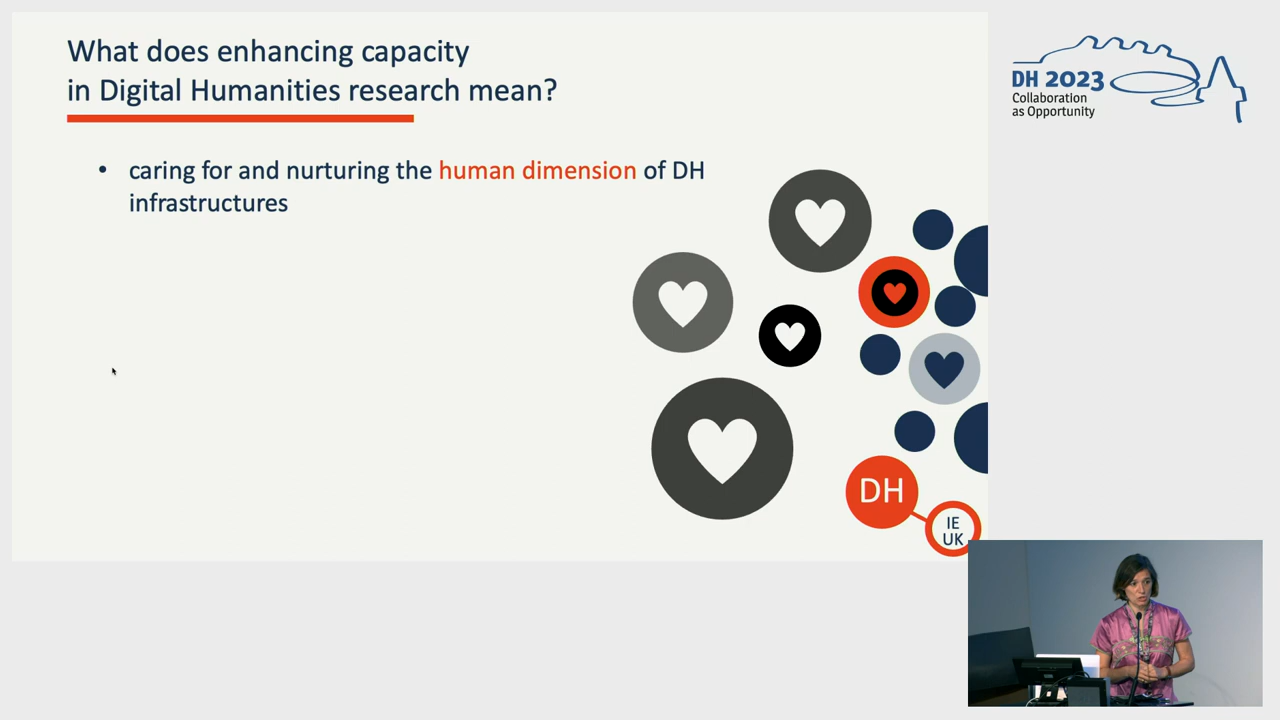 What does enhancing capacity
in Digital Humanities research mean?
• caring for and nurturing the human dimension of DH
infrastructures
DH
IE
UK
DH 2023
Collaboration
as Opportunity